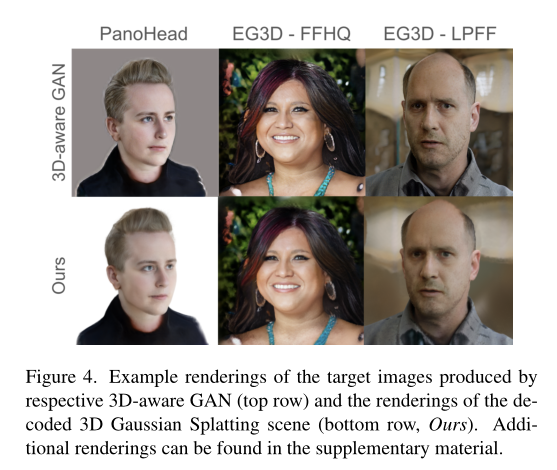 PanoHead EG3D - FFHQ EG3D - LPFF
3D-aware GAN
Ours
Figure 4. Example renderings of the target images produced by
respective 3D-aware GAN (top row) and the renderings of the de-
coded 3D Gaussian Splatting scene (bottom row, Ours). Addi-
tional renderings can be found in the supplementary material.